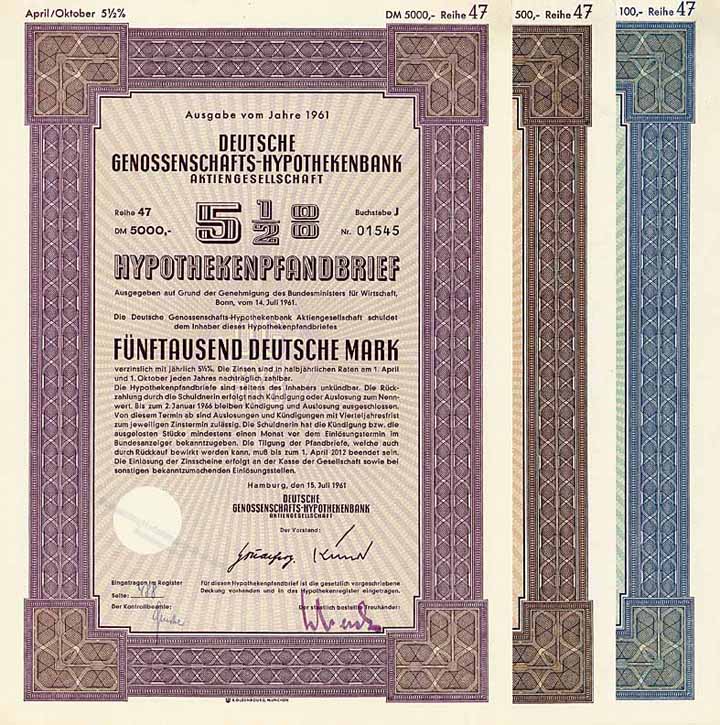 April/Oktober 5½%
DM 5000,- Reihe 47
500,- Reihe 47
100,- Reihe 47
Ausgabe vom Jahre 1961
DEUTSCHE
GENOSSENSCHAFTS-HYPOTHEKENBANK
AKTIENGESELLSCHAFT
Reihe 47
DM 5000,-
5 1/2 %
Buchstabe J
Nr. 01545
HYPOTHEKENPFANDBRIEF
Ausgegeben auf Grund der Genehmigung des Bundesministers für Wirtschaft,
Bonn, vom 14. Juli 1961.
Die Deutsche Genossenschafts-Hypothekenbank Aktiengesellschaft schuldet
dem Inhaber dieses Hypothekenpfandbriefes
FÜNFTAUSEND DEUTSCHE MARK
verzinslich mit jährlich 5½%. Die Zinsen sind in halbjährlichen Raten am 1. April
und 1. Oktober jeden Jahres nachträglich zahlbar.
Die Hypothekenpfandbriefe sind seitens des Inhabers unkündbar. Die Rück-
zahlung durch die Schuldnerin erfolgt nach Kündigung oder Auslosung zum Nenn-
wert. Bis zum 2. Januar 1966 bleiben Kündigung und Auslosung ausgeschlossen.
Von diesem Termin ab sind Auslosungen und Kündigungen mit Vierteljahresfrist
zum jeweiligen Zinstermin zulässig. Die Schuldnerin hat die Kündigung bzw. die
ausgelosten Stücke mindestens einen Monat vor dem Einlösungstermin im
Bundesanzeiger bekanntzugeben. Die Tilgung der Pfandbriefe, welche auch
durch Rückkauf bewirkt werden kann, muß bis zum 1. April 2012 beendet sein.
Die Einlösung der Zinsscheine erfolgt an der Kasse der Gesellschaft sowie bei
sonstigen bekanntzumachenden Einlösungsstellen.
Hamburg, den 15. Juli 1961
DEUTSCHE
GENOSSENSCHAFTS-HYPOTHEKENBANK
AKTIENGESELLSCHAFT
Der Vorstand:
Eingetragen im Register
Seite: 488
Der Kontrollbeamte:
Für diesen Hypothekenpfandbrief ist die gesetzlich vorgeschriebene
Deckung vorhanden und in das Hypothekenregister eingetragen.
Der staatlich bestellte Treuhänder:
R. OLDENBOURG, MÜNCHEN